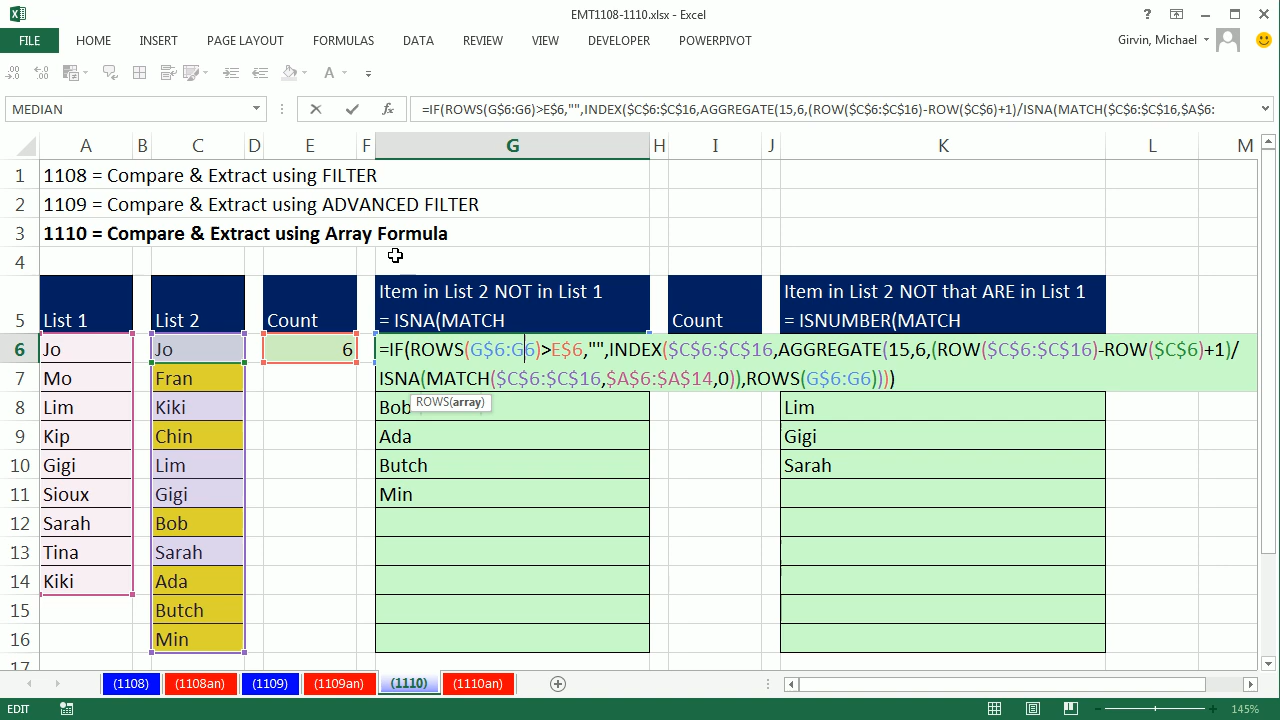 EMT1108-1110.xlsx - Excel
?
FILE HOME INSERT PAGE LAYOUT FORMULAS DATA REVIEW VIEW DEVELOPER POWERPIVOT Girvin, Michael
MEDIAN =IF(ROWS(G$6:G6)>E$6,"",INDEX($C$6:$C$16,AGGREGATE(15,6,(ROW($C$6:$C$16)-ROW($C$6)+1)/ISNA(MATCH($C$6:$C$16,$A$6:
A B C D E F G H I J K L M
1 1108 = Compare & Extract using FILTER
2 1109 = Compare & Extract using ADVANCED FILTER
3 1110 = Compare & Extract using Array Formula
4
Item in List 2 NOT in List 1 Item in List 2 NOT that ARE in List 1
5 List 1 List 2 Count = ISNA(MATCH Count = ISNUMBER(MATCH
6 Jo Jo 6 =IF(ROWS(G$6:G6)>E$6,"",INDEX($C$6:$C$16,AGGREGATE(15,6,(ROW($C$6:$C$16)-ROW($C$6)+1)/
7 Mo Fran ISNA(MATCH($C$6:$C$16,$A$6:$A$14,0)),ROWS(G$6:G6))))
ROWS(array)
8 Lim Kiki Bob Lim
9 Kip Chin Ada Gigi
10 Gigi Lim Butch Sarah
11 Sioux Gigi Min
12 Sarah Bob
13 Tina Sarah
14 Kiki Ada
15 Butch
16 Min
17
(1108) (1108an) (1109) (1109an) (1110) (1110an)
EDIT 145%